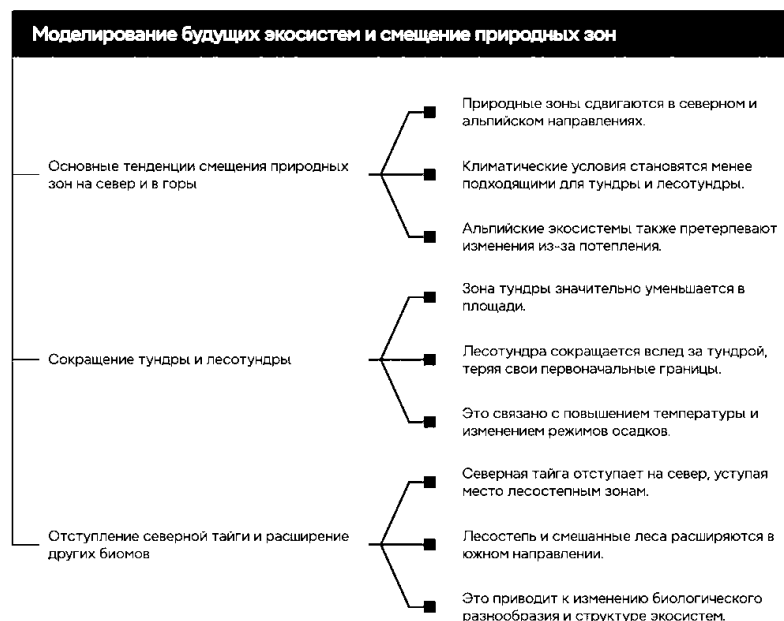 Моделирование будущих экосистем и смещение природных зон
Основные тенденции смещения природных
зон на север и в горы
Природные зоны сдвигаются в северном и
альпийском направлениях.
Климатические условия становятся менее
подходящими для тундры и лесотундры.
Альпийские экосистемы также претерпевают
изменения из-за потепления.
Сокращение тундры и лесотундры
Зона тундры значительно уменьшается в
площади.
Лесотундра сокращается вслед за тундрой,
теряя свои первоначальные границы.
Это связано с повышением температуры и
изменением режимов осадков.
Отступление северной тайги и расширение
других биомов
Северная тайга отступает на север, уступая
место лесостепным зонам.
Лесостепь и смешанные леса расширяются в
южном направлении.
Это приводит к изменению биологического
разнообразия и структуре экосистем.